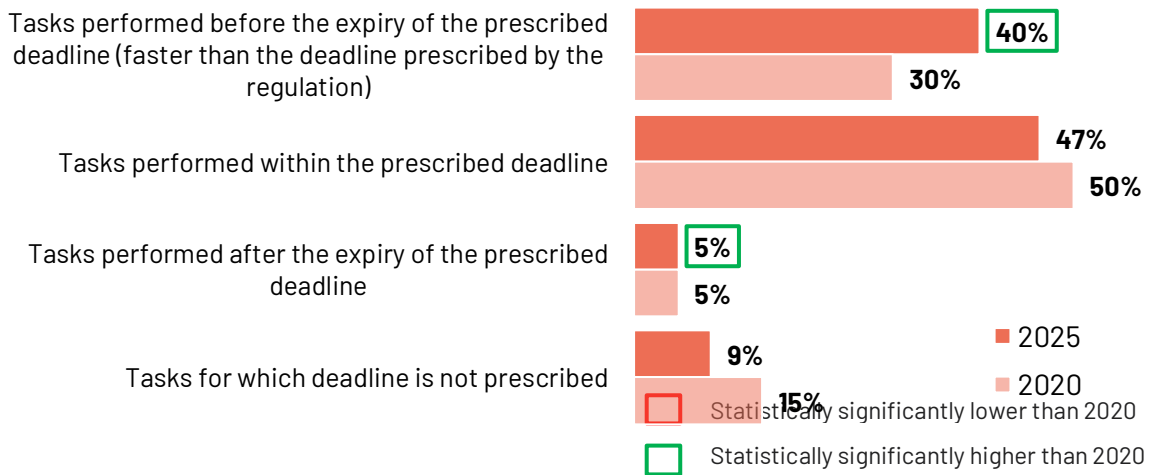 Tasks performed before the expiry of the prescribed
deadline (faster than the deadline prescribed by the
regulation)
40%
30%
Tasks performed within the prescribed deadline
47%
50%
Tasks performed after the expiry of the prescribed
deadline
5%
5%
Tasks for which deadline is not prescribed
9%
15%
2025
2020
Statistically significantly lower than 2020
Statistically significantly higher than 2020